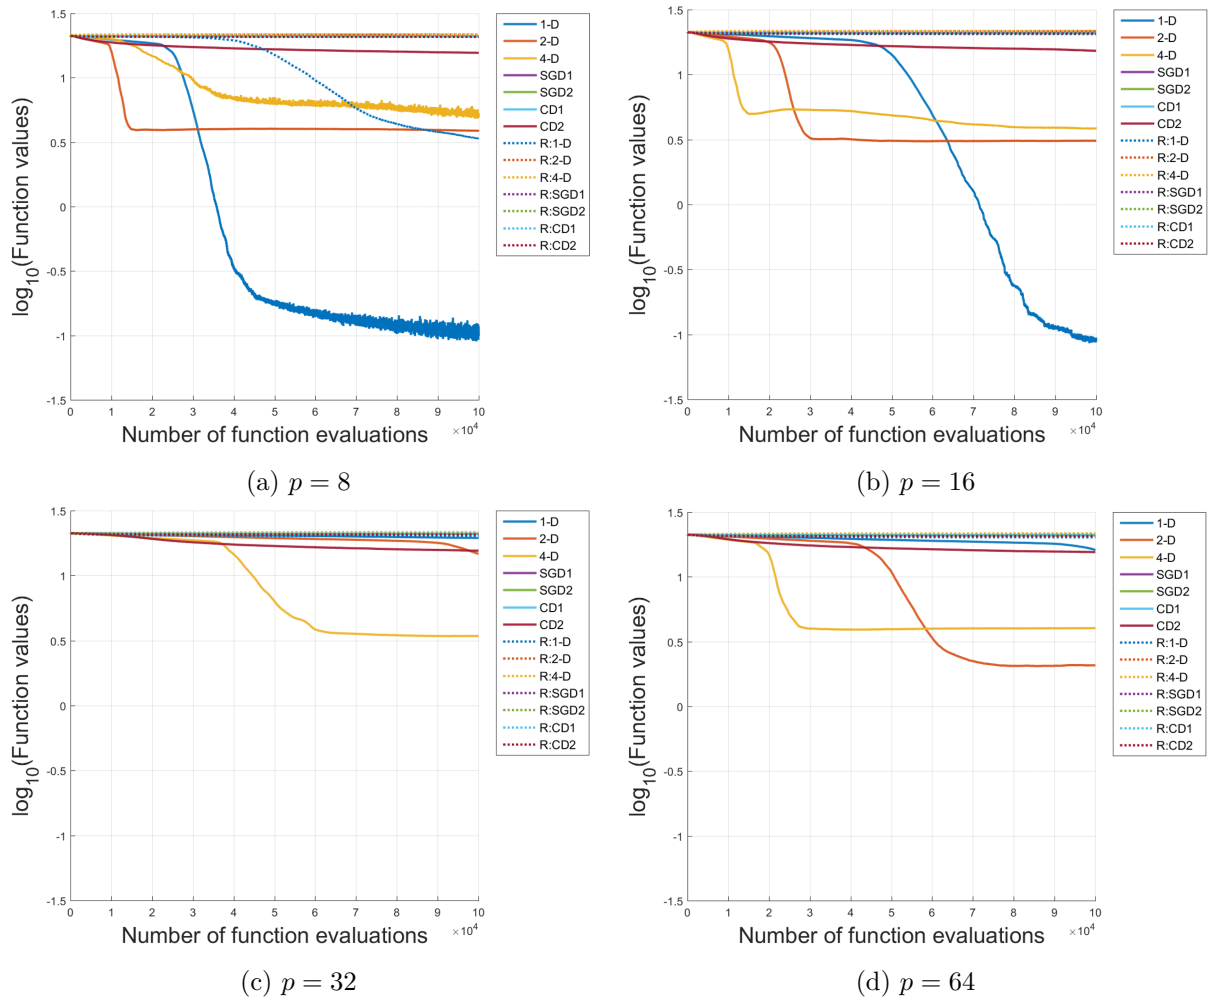 1.5
1
0.5
0
-0.5
-1
-1.5
log10(Function values)
0 1 2 3 4 5 6 7 8 9 10
×10^4
Number of function evaluations
1-D
2-D
4-D
SGD1
SGD2
CD1
CD2
R:1-D
R:2-D
R:4-D
R:SGD1
R:SGD2
R:CD1
R:CD2
(a) p = 8
1.5
1
0.5
0
-0.5
-1
-1.5
log10(Function values)
0 1 2 3 4 5 6 7 8 9 10
×10^4
Number of function evaluations
1-D
2-D
4-D
SGD1
SGD2
CD1
CD2
R:1-D
R:2-D
R:4-D
R:SGD1
R:SGD2
R:CD1
R:CD2
(b) p = 16
1.5
1
0.5
0
-0.5
-1
-1.5
log10(Function values)
0 1 2 3 4 5 6 7 8 9 10
×10^4
Number of function evaluations
1-D
2-D
4-D
SGD1
SGD2
CD1
CD2
R:1-D
R:2-D
R:4-D
R:SGD1
R:SGD2
R:CD1
R:CD2
(c) p = 32
1.5
1
0.5
0
-0.5
-1
-1.5
log10(Function values)
0 1 2 3 4 5 6 7 8 9 10
×10^4
Number of function evaluations
1-D
2-D
4-D
SGD1
SGD2
CD1
CD2
R:1-D
R:2-D
R:4-D
R:SGD1
R:SGD2
R:CD1
R:CD2
(d) p = 64